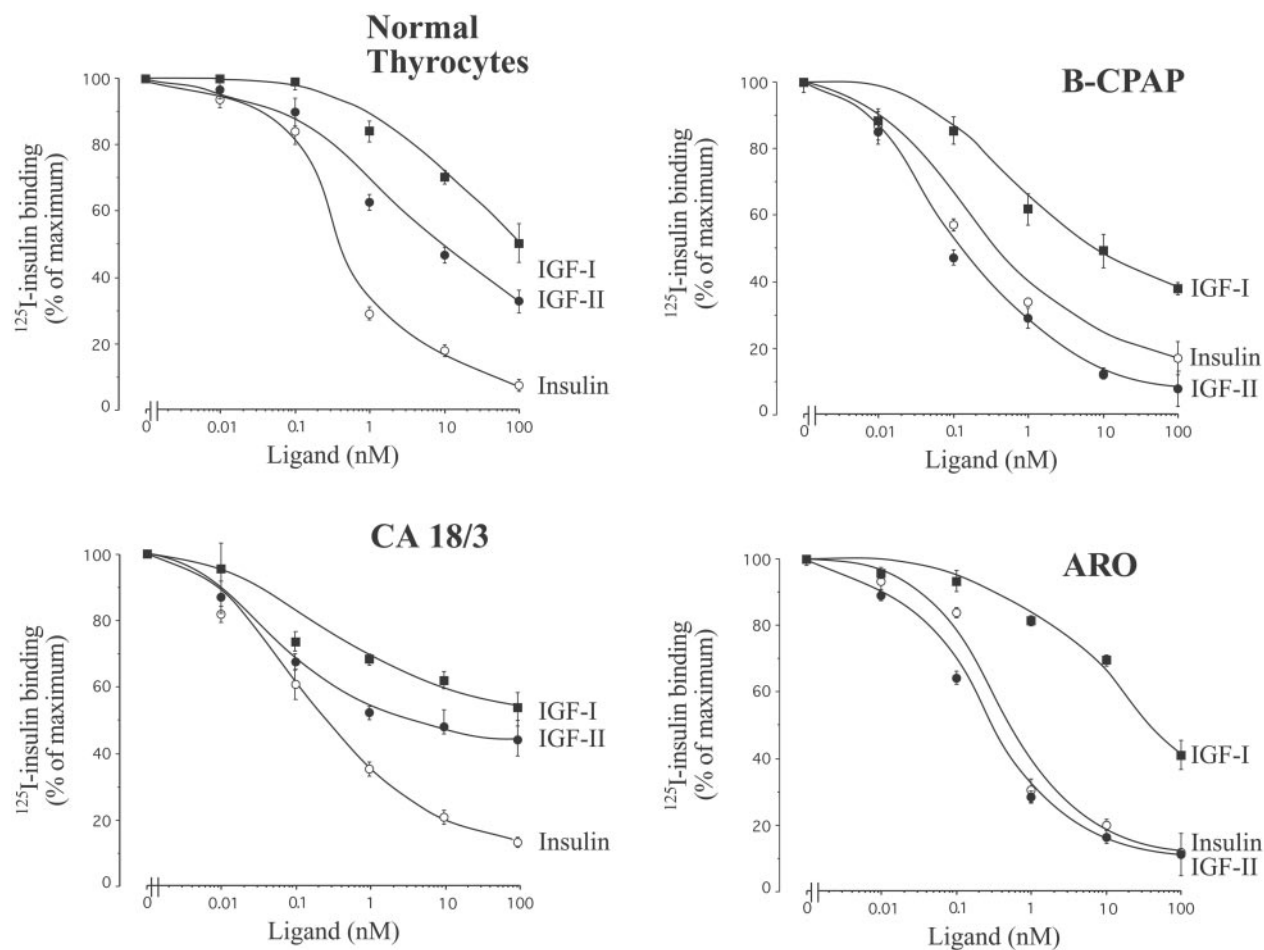 Normal
Thyrocytes
100
80
60
40
20
0
¹²⁵I-insulin binding
(% of maximum)
IGF-I
IGF-II
Insulin
0 0.01 0.1 1 10 100
Ligand (nM)
B-CPAP
100
80
60
40
20
0
¹²⁵I-insulin binding
(% of maximum)
IGF-I
Insulin
IGF-II
0 0.01 0.1 1 10 100
Ligand (nM)
CA 18/3
100
80
60
40
20
0
¹²⁵I-insulin binding
(% of maximum)
IGF-I
IGF-II
Insulin
0 0.01 0.1 1 10 100
Ligand (nM)
ARO
100
80
60
40
20
0
¹²⁵I-insulin binding
(% of maximum)
IGF-I
Insulin
IGF-II
0 0.01 0.1 1 10 100
Ligand (nM)